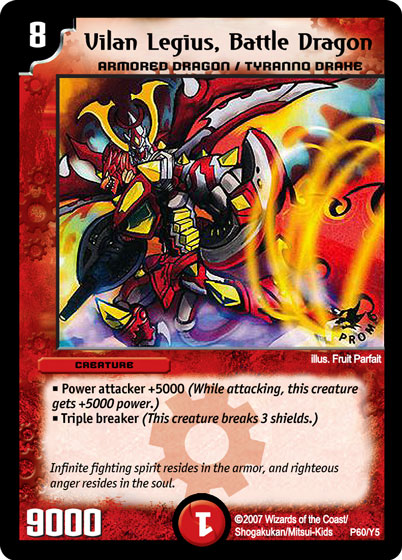 8
Vilan Legius, Battle Dragon
ARMORED DRAGON / TYRANNO DRAKE
PROMO
illus. Fruit Parfait
CREATURE
▪ Power attacker +5000 (While attacking, this creature
gets +5000 power.)
▪ Triple breaker (This creature breaks 3 shields.)
Infinite fighting spirit resides in the armor, and righteous
anger resides in the soul.
9000
1
©2007 Wizards of the Coast/
Shogakukan/Mitsui-Kids
P60/Y5